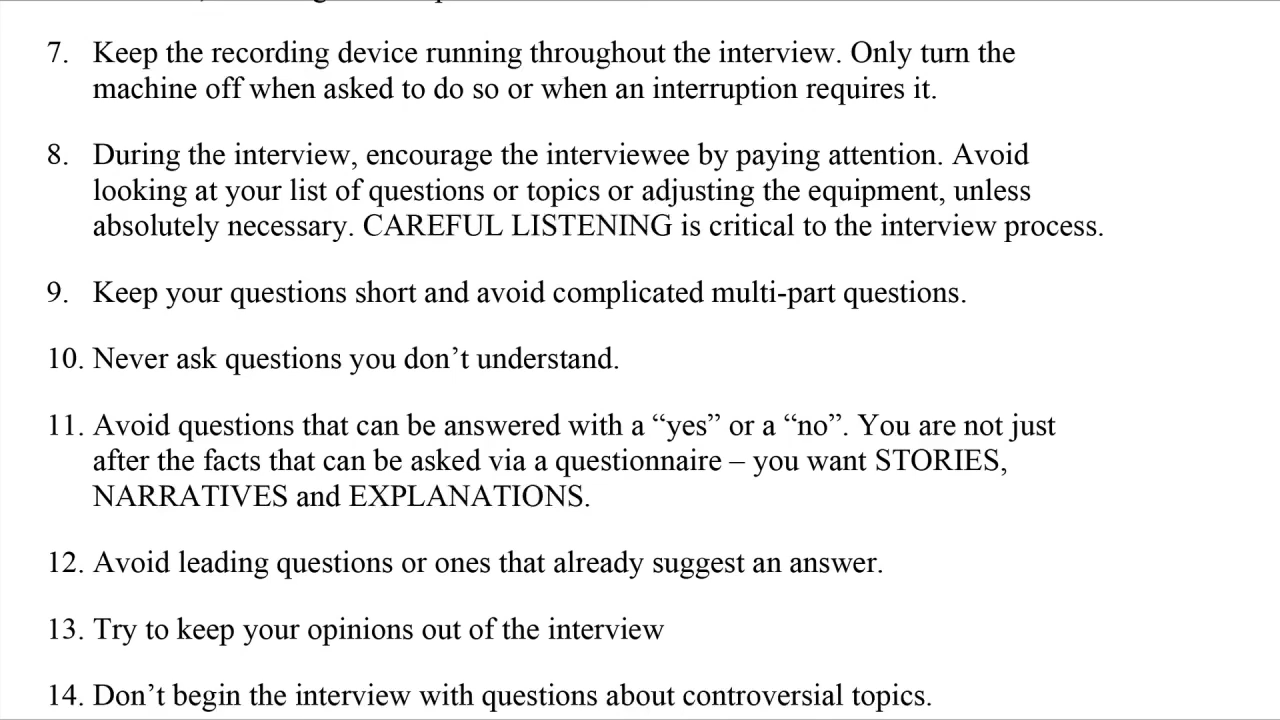 7. Keep the recording device running throughout the interview. Only turn the
machine off when asked to do so or when an interruption requires it.
8. During the interview, encourage the interviewee by paying attention. Avoid
looking at your list of questions or topics or adjusting the equipment, unless
absolutely necessary. CAREFUL LISTENING is critical to the interview process.
9. Keep your questions short and avoid complicated multi-part questions.
10. Never ask questions you don’t understand.
11. Avoid questions that can be answered with a “yes” or a “no”. You are not just
after the facts that can be asked via a questionnaire – you want STORIES,
NARRATIVES and EXPLANATIONS.
12. Avoid leading questions or ones that already suggest an answer.
13. Try to keep your opinions out of the interview
14. Don’t begin the interview with questions about controversial topics.